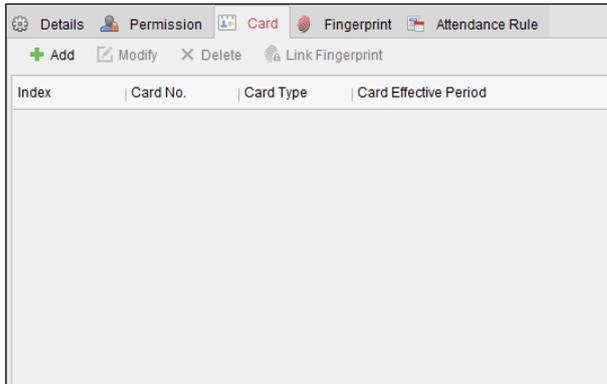 Details Permission Card Fingerprint Attendance Rule
Add Modify Delete Link Fingerprint
Index Card No. Card Type Card Effective Period